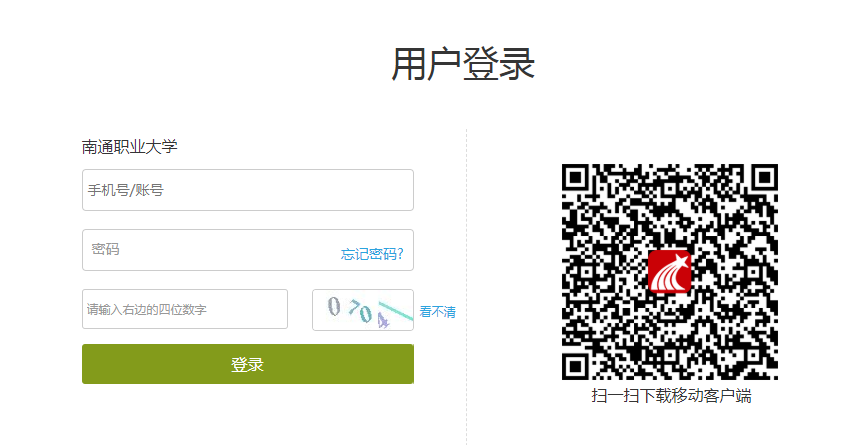 用户登录
南通职业大学
手机号/账号
密码
忘记密码?
请输入右边的四位数字
0704
看不清
登录
扫一扫下载移动客户端